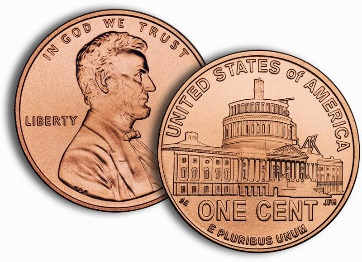 IN GOD WE TRUST
LIBERTY
UNITED STATES of AMERICA
ONE CENT
E PLURIBUS UNUM